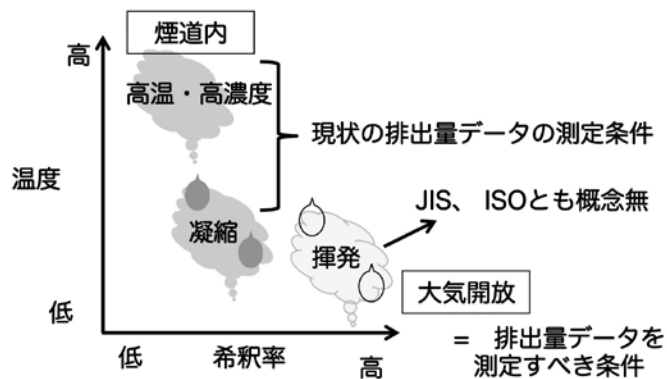 煙道内
高
高温・高濃度
現状の排出量データの測定条件
温度
JIS、 ISOとも概念無
凝縮
揮発
大気開放
低
低
希釈率
高
= 排出量データを
測定すべき条件